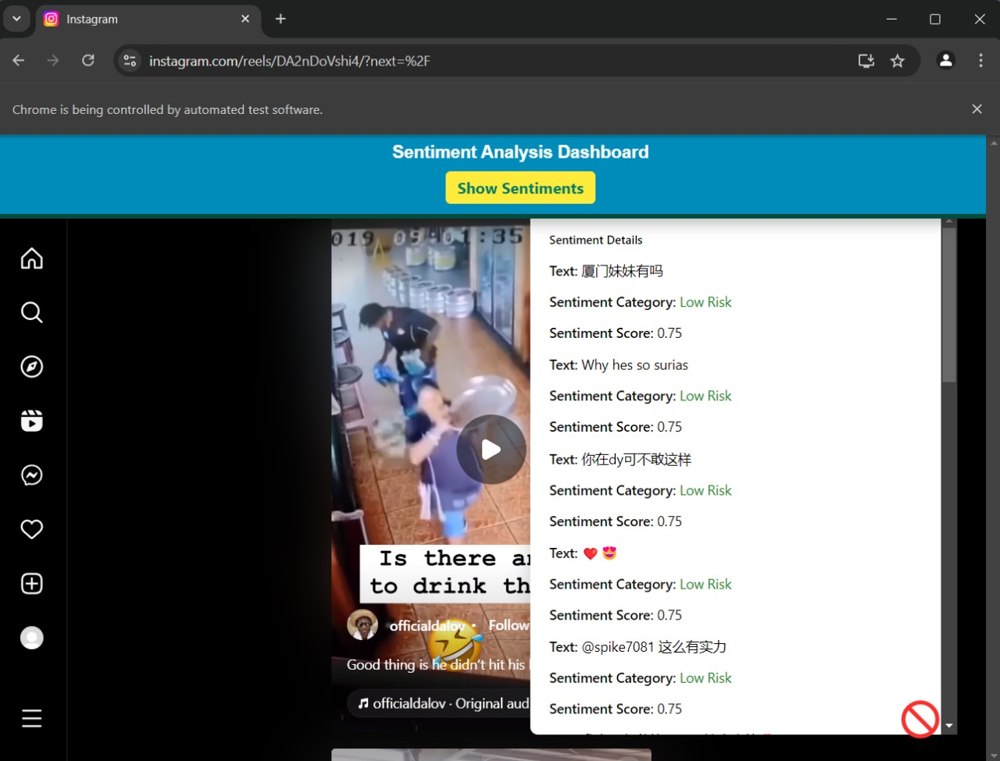 Instagram
instagram.com/reels/DA2nDoVshi4/?next=%2F
Chrome is being controlled by automated test software.
Sentiment Analysis Dashboard
Show Sentiments
019 09 01:35
Is there
to drink
officialdalov • Follow
Good thing is he didn't hit his
officialdalov · Original aud
Sentiment Details
Text: 厦门妹妹有吗
Sentiment Category: Low Risk
Sentiment Score: 0.75
Text: Why hes so surias
Sentiment Category: Low Risk
Sentiment Score: 0.75
Text: 你在dy可不敢这样
Sentiment Category: Low Risk
Sentiment Score: 0.75
Text: ❤️ 😍
Sentiment Category: Low Risk
Sentiment Score: 0.75
Text: @spike7081 这么有实力
Sentiment Category: Low Risk
Sentiment Score: 0.75